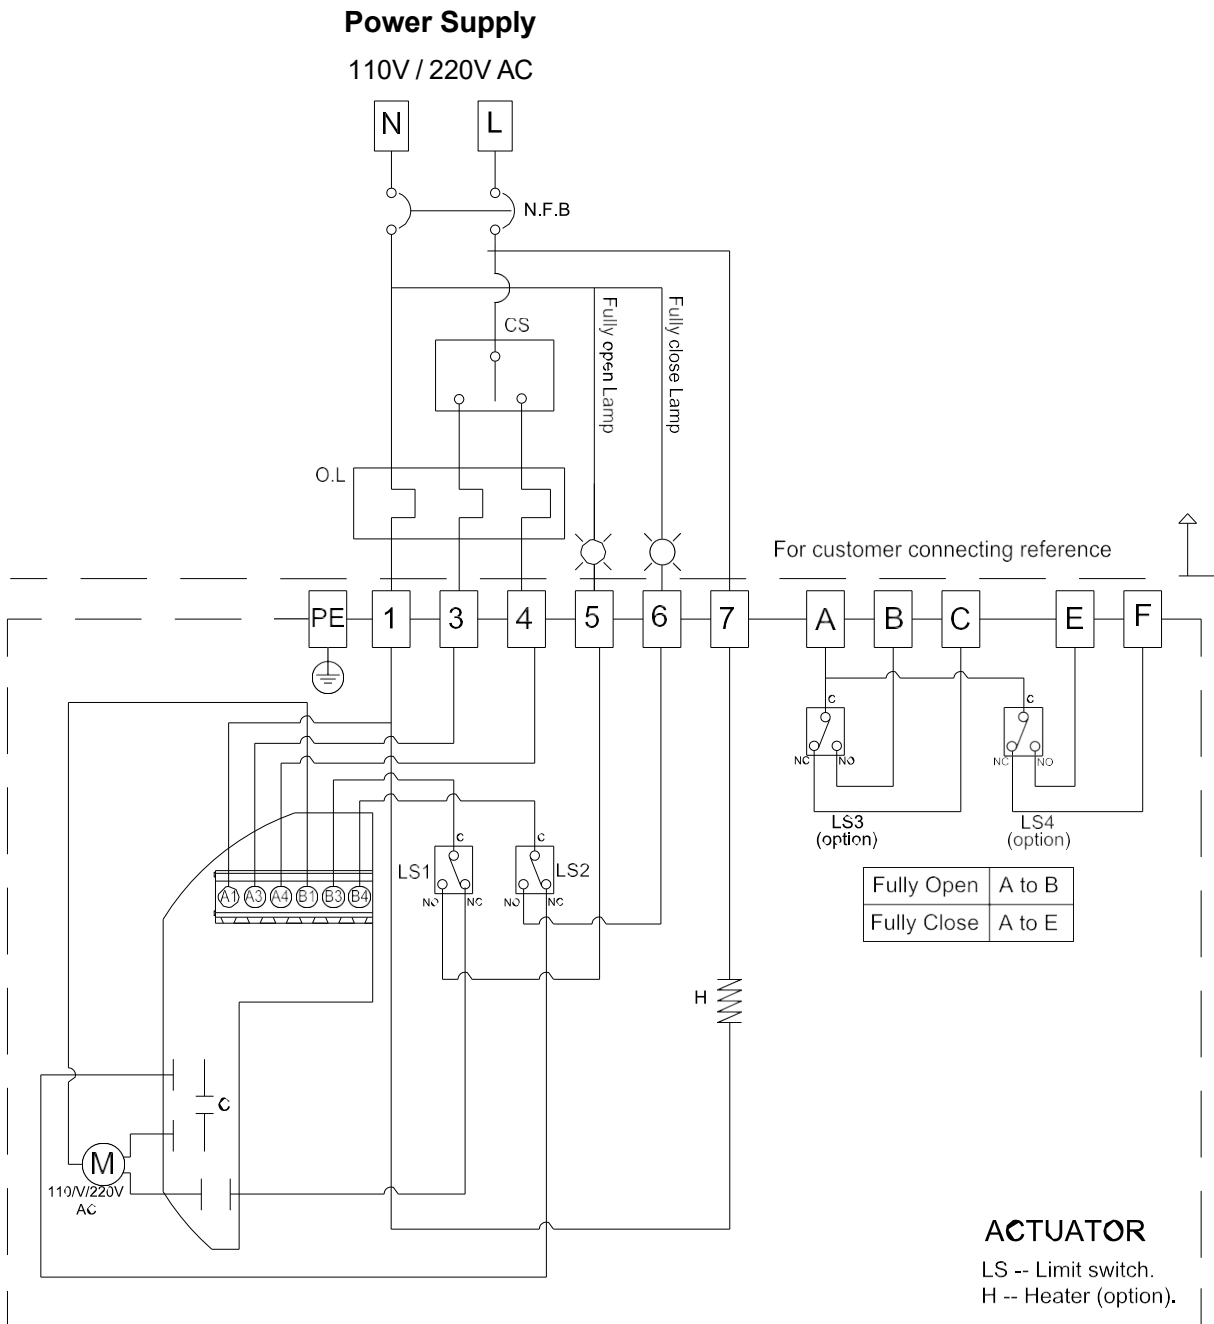 Power Supply
110V / 220V AC
N L
N.F.B
CS
Fully open Lamp
Fully close Lamp
O.L
For customer connecting reference
PE 1 3 4 5 6 7 A B C E F
C C
NC NO NC NO
LS3 LS4
(option) (option)
C C
LS1 LS2
NO NC NO NC
A1 A3 A4 B1 B3 B4
Fully Open A to B
Fully Close A to E
H
C
M
110/V/220V
AC
ACTUATOR
LS -- Limit switch.
H -- Heater (option).